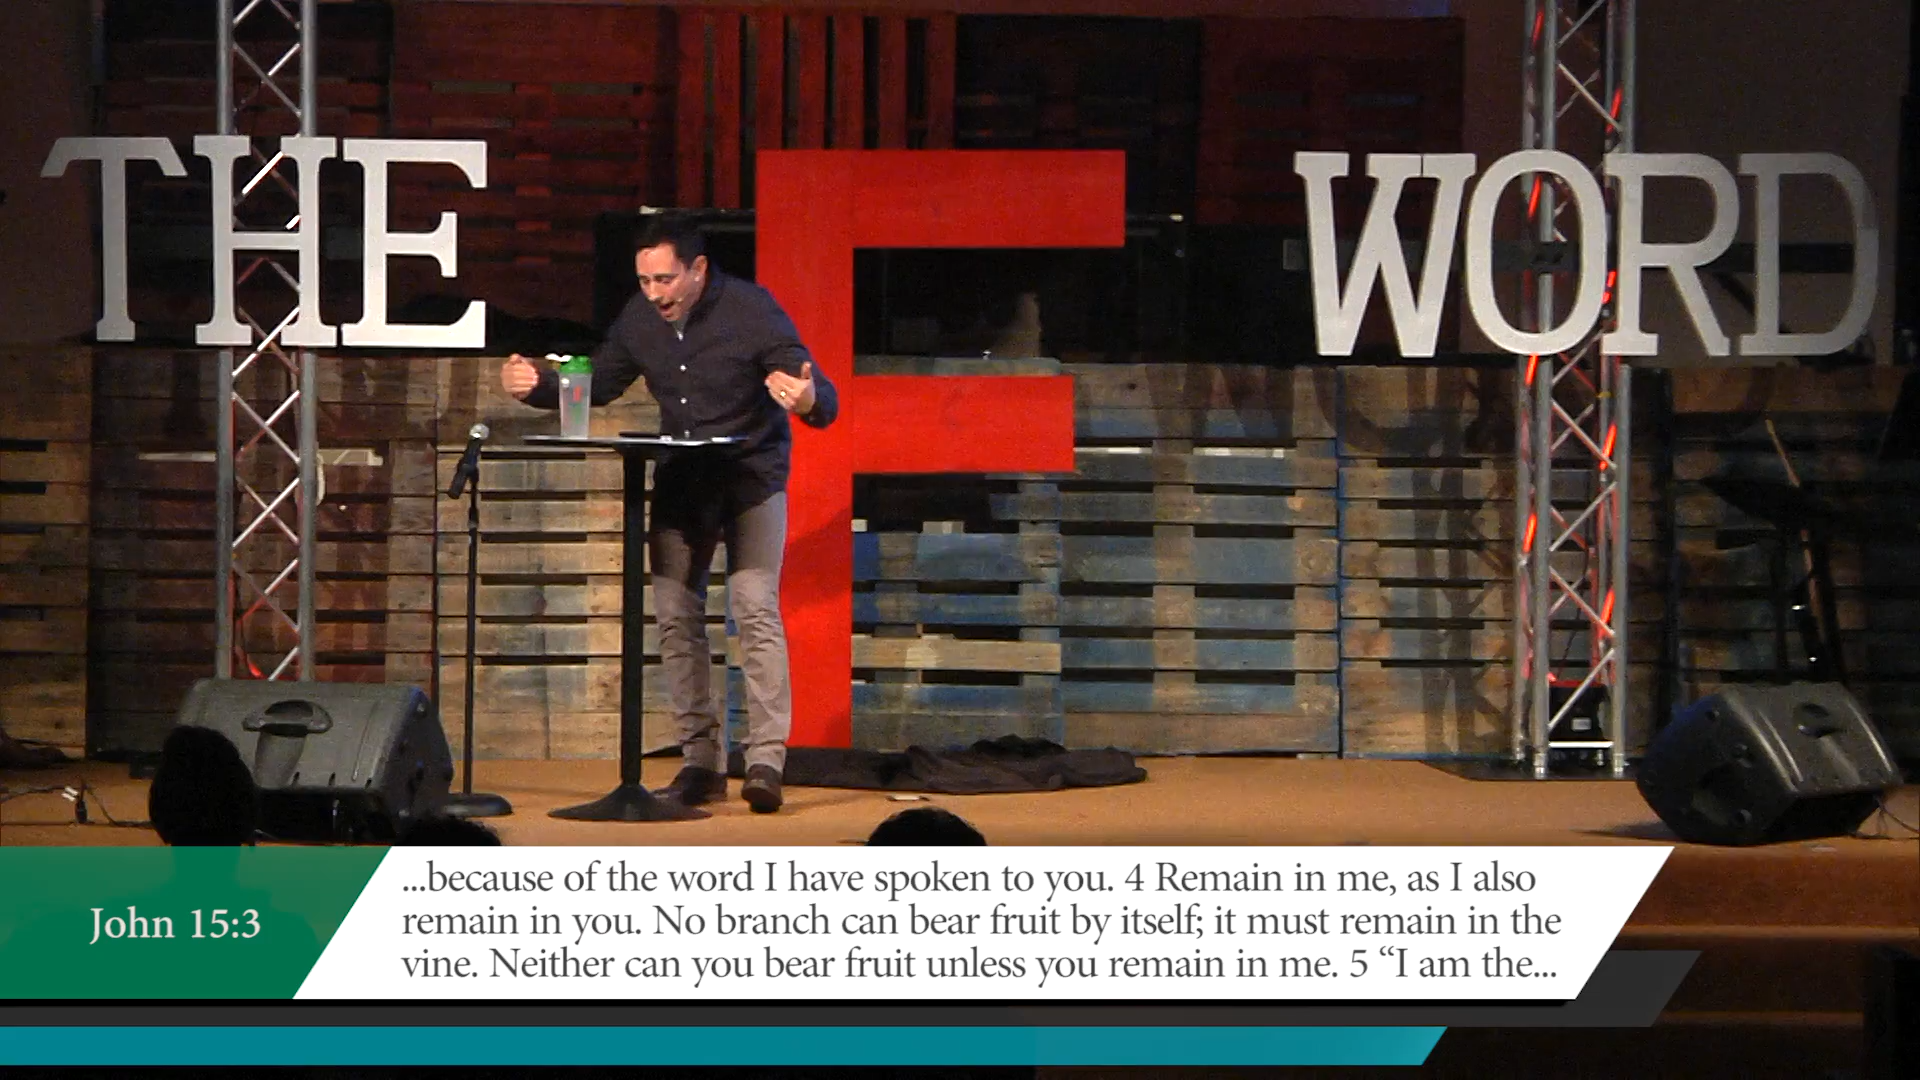 THE F WORD
John 15:3
...because of the word I have spoken to you. 4 Remain in me, as I also
remain in you. No branch can bear fruit by itself; it must remain in the
vine. Neither can you bear fruit unless you remain in me. 5 “I am the...